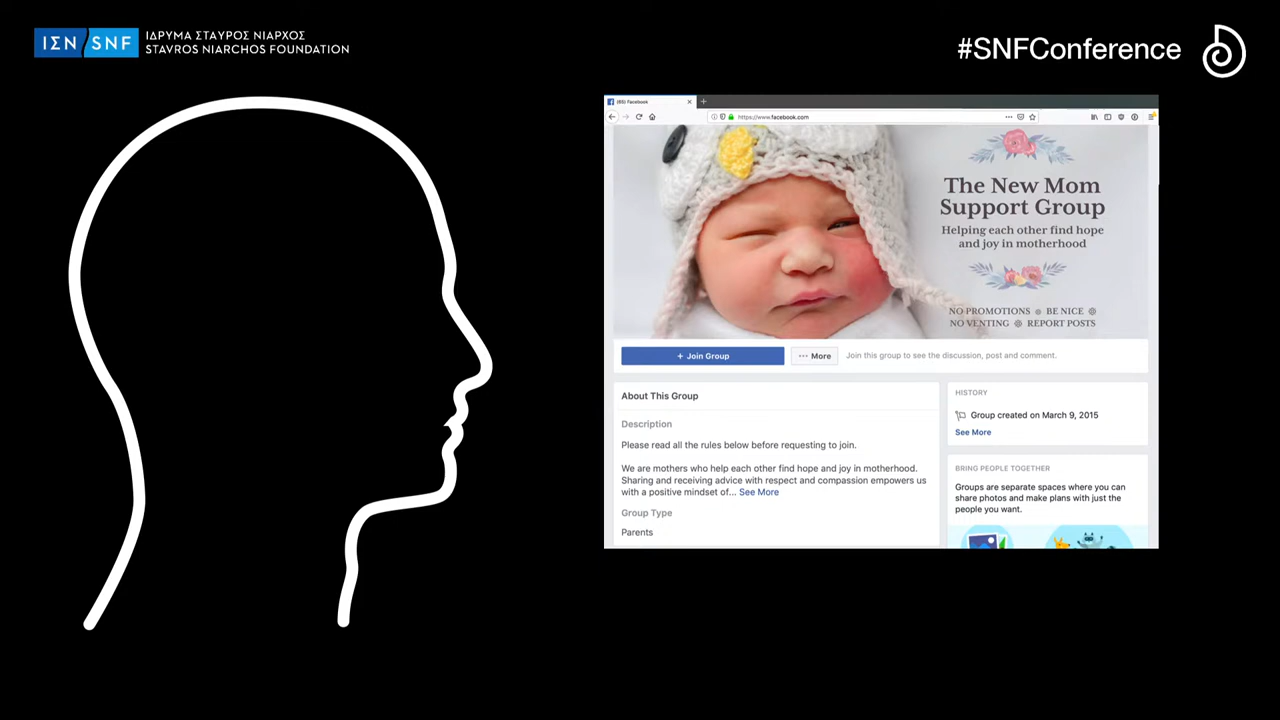 ΙΣΝ SNF ΙΔΡΥΜΑ ΣΤΑΥΡΟΣ ΝΙΑΡΧΟΣ
STAVROS NIARCHOS FOUNDATION
#SNFConference
(65) Facebook
https://www.facebook.com
The New Mom
Support Group
Helping each other find hope
and joy in motherhood
NO PROMOTIONS BE NICE
NO VENTING REPORT POSTS
+ Join Group
··· More
Join this group to see the discussion, post and comment.
About This Group
Description
Please read all the rules below before requesting to join.
We are mothers who help each other find hope and joy in motherhood.
Sharing and receiving advice with respect and compassion empowers us
with a positive mindset of... See More
Group Type
Parents
HISTORY
Group created on March 9, 2015
See More
BRING PEOPLE TOGETHER
Groups are separate spaces where you can
share photos and make plans with just the
people you want.